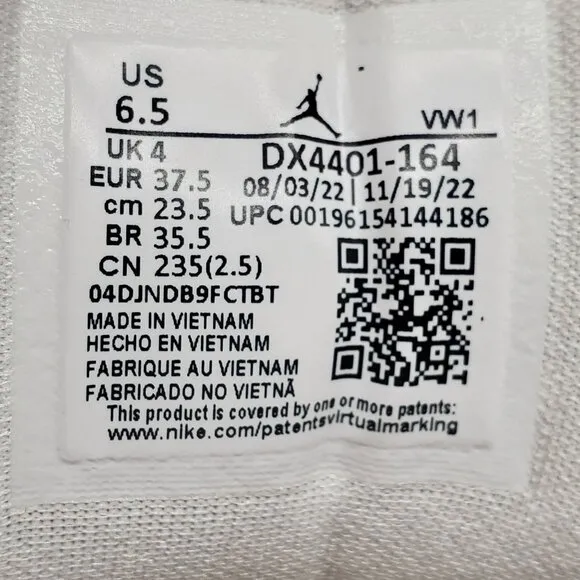 US
6.5
VW1
UK 4
DX4401-164
EUR 37.5
08/03/22 | 11/19/22
cm 23.5
UPC 00196154144186
BR 35.5
CN 235(2.5)
04DJNDB9FCTBT
MADE IN VIETNAM
HECHO EN VIETNAM
FABRIQUE AU VIETNAM
FABRICADO NO VIETNÃ
This product is covered by one or more patents:
www.nike.com/patentsvirtualmarking